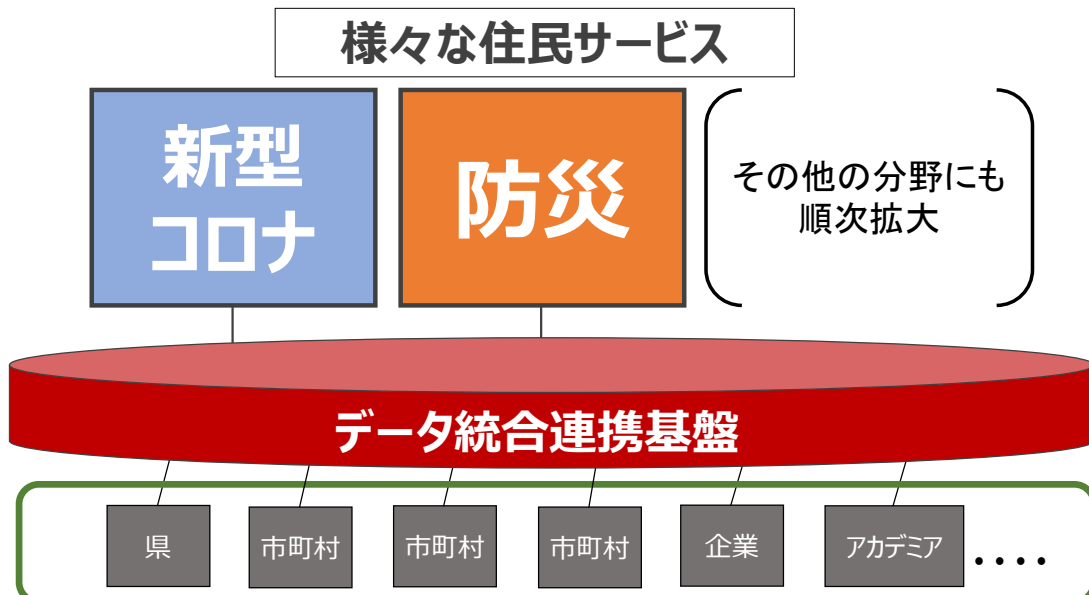 様々な住民サービス
新型
コロナ
防災
その他の分野にも
順次拡大
データ統合連携基盤
県
市町村
市町村
市町村
企業
アカデミア
････